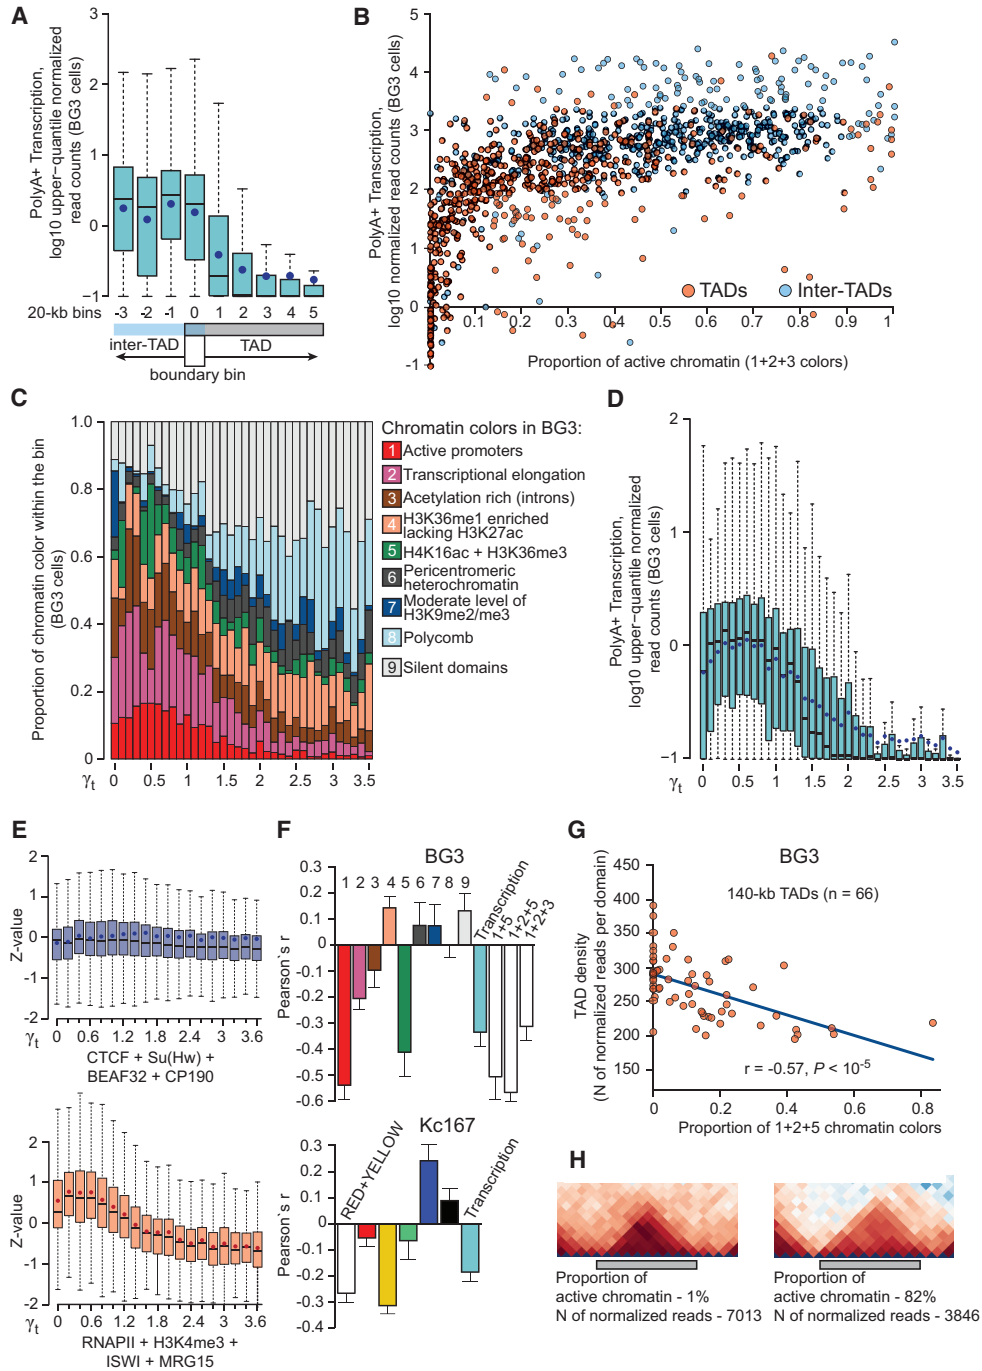 A
PolyA+ Transcription,
log10 upper−quantile normalized
read counts (BG3 cells)
3
2
1
0
−1
20-kb bins -3 -2 -1 0 1 2 3 4 5
inter-TAD TAD
boundary bin
B
PolyA+ Transcription,
log10 normalized read counts (BG3 cells)
5
4
3
2
1
0
-1
0.1 0.2 0.3 0.4 0.5 0.6 0.7 0.8 0.9 1
TADs Inter-TADs
Proportion of active chromatin (1+2+3 colors)
C
Proportion of chromatin color within the bin
(BG3 cells)
1.0
0.8
0.6
0.4
0.2
0
γt 0 0.5 1 1.5 2 2.5 3 3.5
Chromatin colors in BG3:
1 Active promoters
2 Transcriptional elongation
3 Acetylation rich (introns)
4 H3K36me1 enriched
lacking H3K27ac
5 H4K16ac + H3K36me3
6 Pericentromeric
heterochromatin
7 Moderate level of
H3K9me2/me3
8 Polycomb
9 Silent domains
D
PolyA+ Transcription,
log10 upper−quantile normalized
read counts (BG3 cells)
2
1
0
−1
γt 0 0.5 1 1.5 2 2.5 3 3.5
E
Z-value
2
1
0
-1
-2
γt 0 0.6 1.2 1.8 2.4 3 3.6
CTCF + Su(Hw) +
BEAF32 + CP190
Z-value
2
1
0
-1
-2
γt 0 0.6 1.2 1.8 2.4 3 3.6
RNAPII + H3K4me3 +
ISWI + MRG15
F
BG3
Pearson`s r
0.3
0.2
0.1
0
-0.1
-0.2
-0.3
-0.4
-0.5
-0.6
1 2 3 4 5 6 7 8 9 Transcription 1+5 1+2+5 1+2+3
Kc167
Pearson`s r
0.3
0.2
0.1
0
-0.1
-0.2
-0.3
-0.4
RED+YELLOW Transcription
G
BG3
140-kb TADs (n = 66)
TAD density
(N of normalized reads per domain)
450
400
350
300
250
200
150
r = -0.57, P < 10-5
0 0.2 0.4 0.6 0.8
Proportion of 1+2+5 chromatin colors
H
Proportion of
active chromatin - 1%
N of normalized reads - 7013
Proportion of
active chromatin - 82%
N of normalized reads - 3846